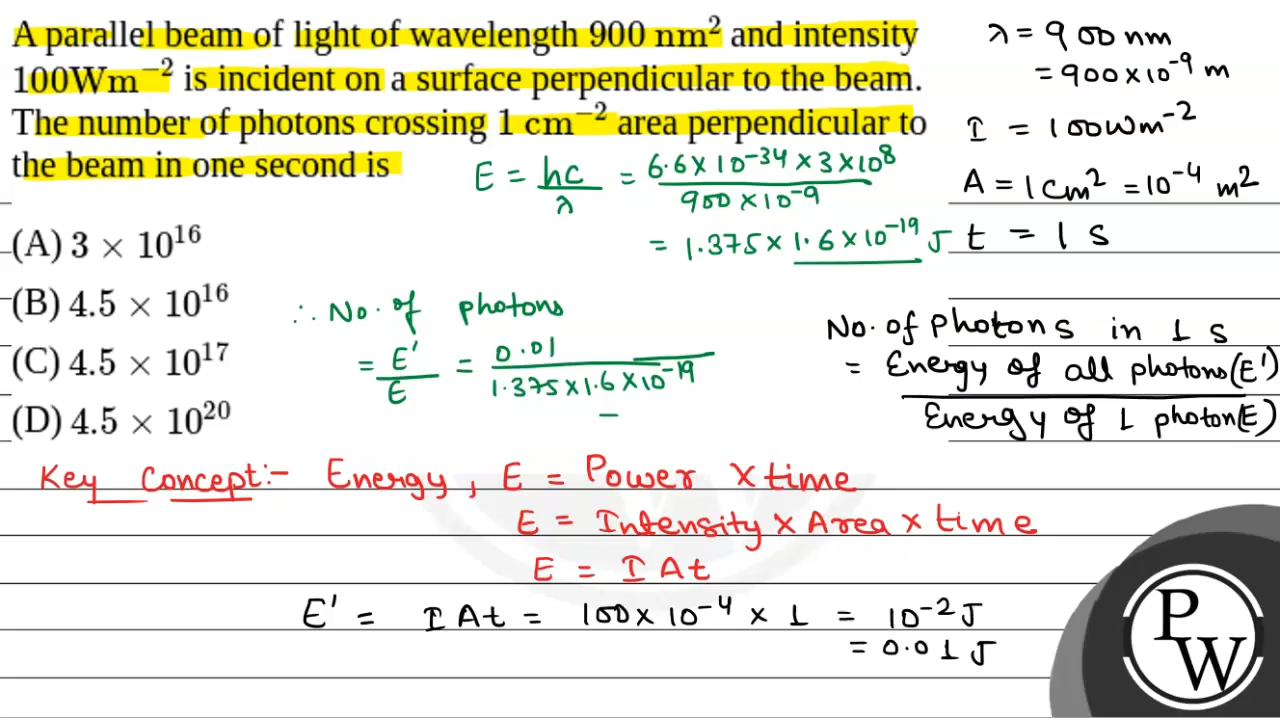 A parallel beam of light of wavelength 900 nm² and intensity
100Wm⁻² is incident on a surface perpendicular to the beam.
The number of photons crossing 1 cm⁻² area perpendicular to
the beam in one second is
(A) 3 × 10¹⁶
(B) 4.5 × 10¹⁶
(C) 4.5 × 10¹⁷
(D) 4.5 × 10²⁰
λ = 900 nm
= 900×10⁻⁹ m
I = 100Wm⁻²
A = 1 cm² = 10⁻⁴ m²
t = 1 s
E = hc/λ = 6.6×10⁻³⁴ × 3×10⁸ / 900×10⁻⁹
= 1.375 × 1.6×10⁻¹⁹ J
∴ No. of photons
= E'/E = 0.01 / 1.375×1.6×10⁻¹⁹
No. of Photons in 1 s
= Energy of all photons(E')
Energy of 1 photon(E)
Key Concept:- Energy, E = Power × time
E = Intensity × Area × time
E = IAt
E' = IAt = 100×10⁻⁴ × 1 = 10⁻² J
= 0.01 J
PW